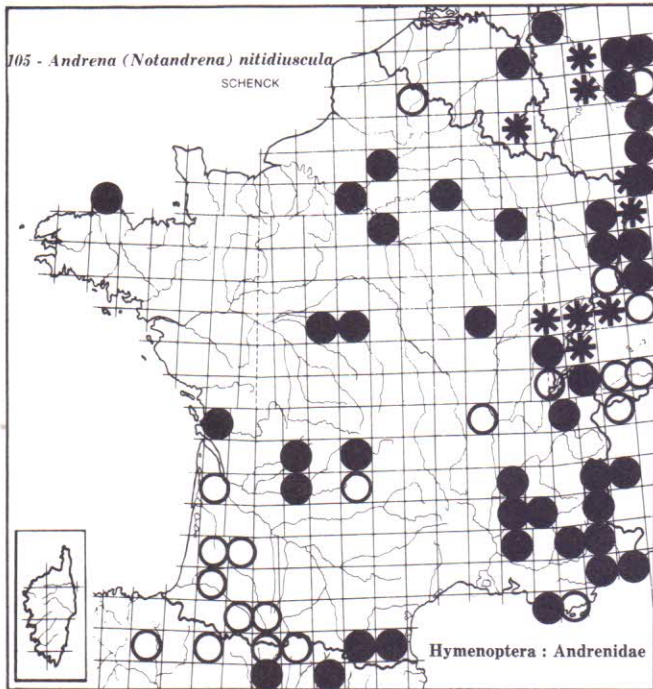 105 - Andrena (Notandrena) nitidiuscula
SCHENCK
Hymenoptera : Andrenidae